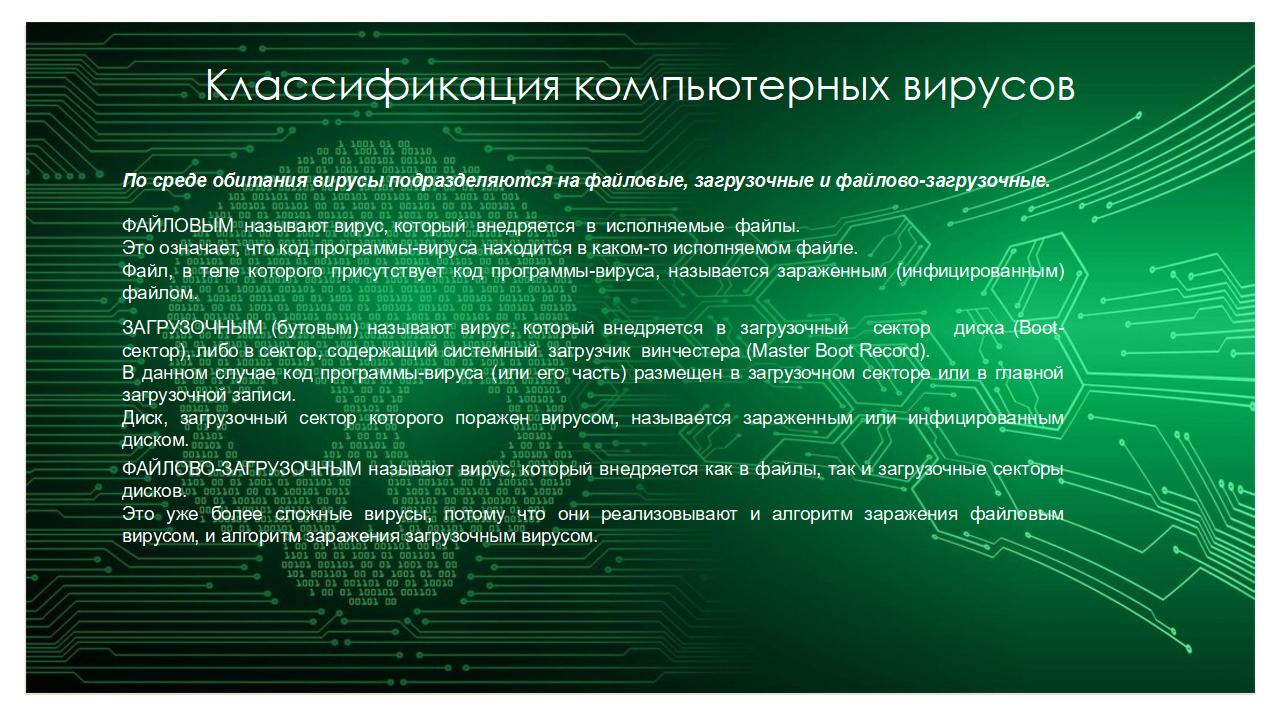 Классификация компьютерных вирусов
По среде обитания вирусы подразделяются на файловые, загрузочные и файлово-загрузочные.
ФАЙЛОВЫМ называют вирус, который внедряется в исполняемые файлы.
Это означает, что код программы-вируса находится в каком-то исполняемом файле.
Файл, в теле которого присутствует код программы-вируса, называется зараженным (инфицированным)
файлом.
ЗАГРУЗОЧНЫМ (бутовым) называют вирус, который внедряется в загрузочный сектор диска (Boot-
сектор), либо в сектор, содержащий системный загрузчик винчестера (Master Boot Record).
В данном случае код программы-вируса (или его часть) размещен в загрузочном секторе или в главной
загрузочной записи.
Диск, загрузочный сектор которого поражен вирусом, называется зараженным или инфицированным
диском.
ФАЙЛОВО-ЗАГРУЗОЧНЫМ называют вирус, который внедряется как в файлы, так и загрузочные секторы
дисков.
Это уже более сложные вирусы, потому что они реализовывают и алгоритм заражения файловым
вирусом, и алгоритм заражения загрузочным вирусом.